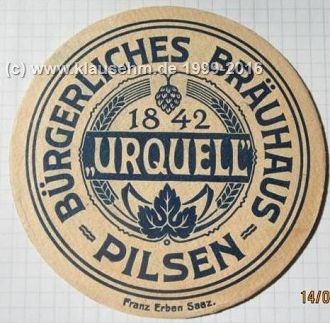 (c) www.klausehm.de 1999-2016
BÜRGERLICHES BRÄUHAUS
1842
„URQUELL"
PILSEN
Franz Erben Saaz.
14/0